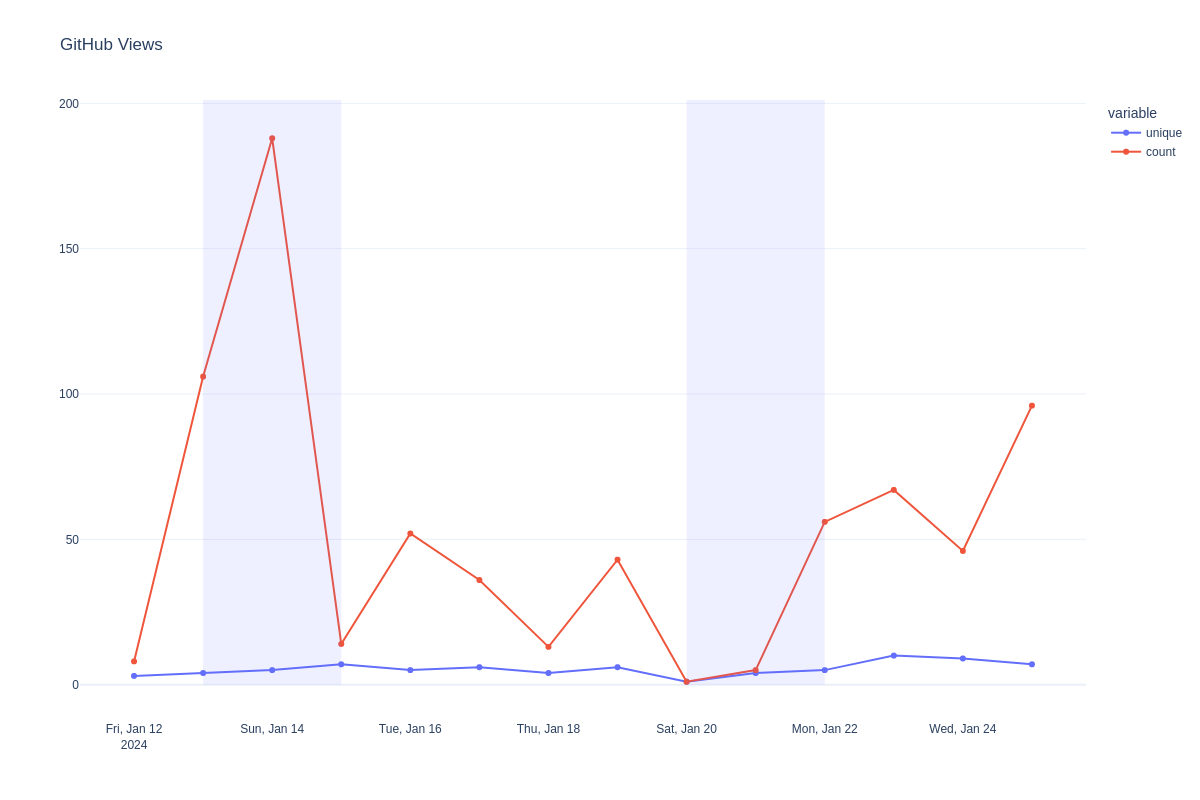 GitHub Views
200
150
100
50
0
Fri, Jan 12
2024
Sun, Jan 14
Tue, Jan 16
Thu, Jan 18
Sat, Jan 20
Mon, Jan 22
Wed, Jan 24
variable
unique
count